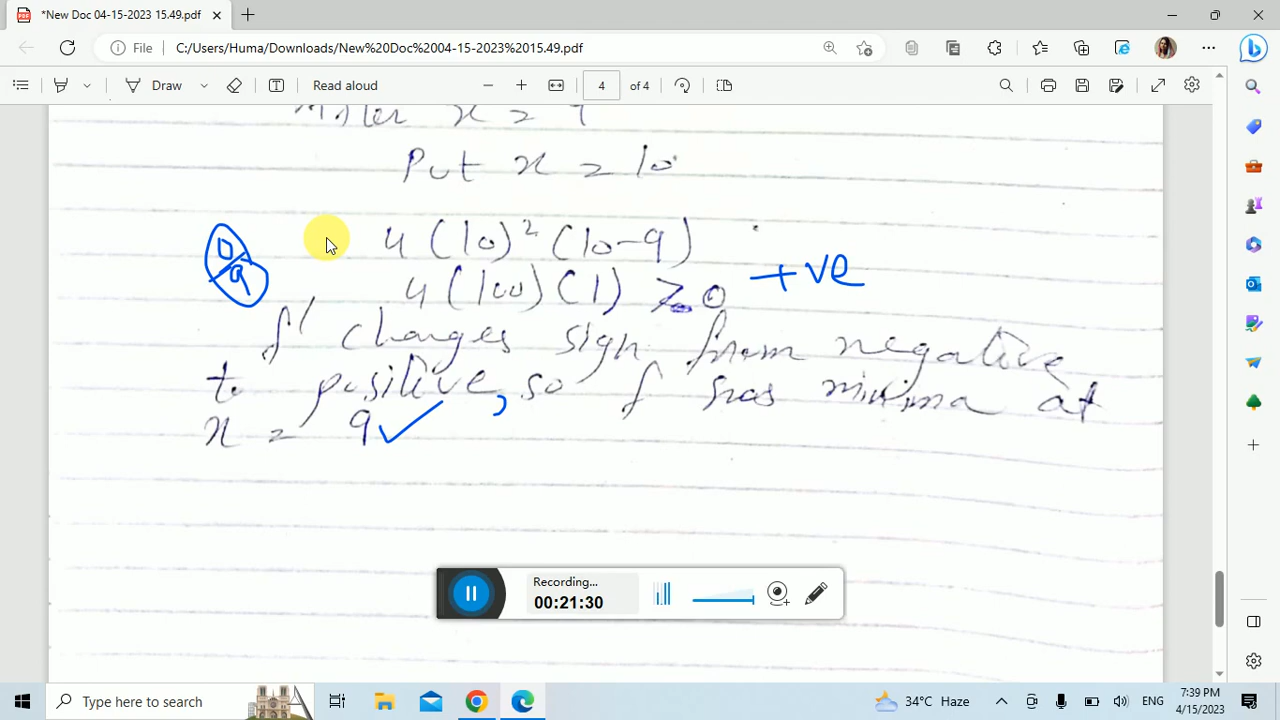 *New Doc 04-15-2023 15.49.pdf
File C:/Users/Huma/Downloads/New%20Doc%2004-15-2023%2015.49.pdf
Draw Read aloud 4 of 4
x = 9
Put x = 10
4 (10)² (10-9)
0
9
4 (100) (1) > 0 +ve
f' changes sign from negative
to positive, so f has minima at
x = 9
Recording...
00:21:30
Type here to search 34°C Haze ENG 7:39 PM
4/15/2023